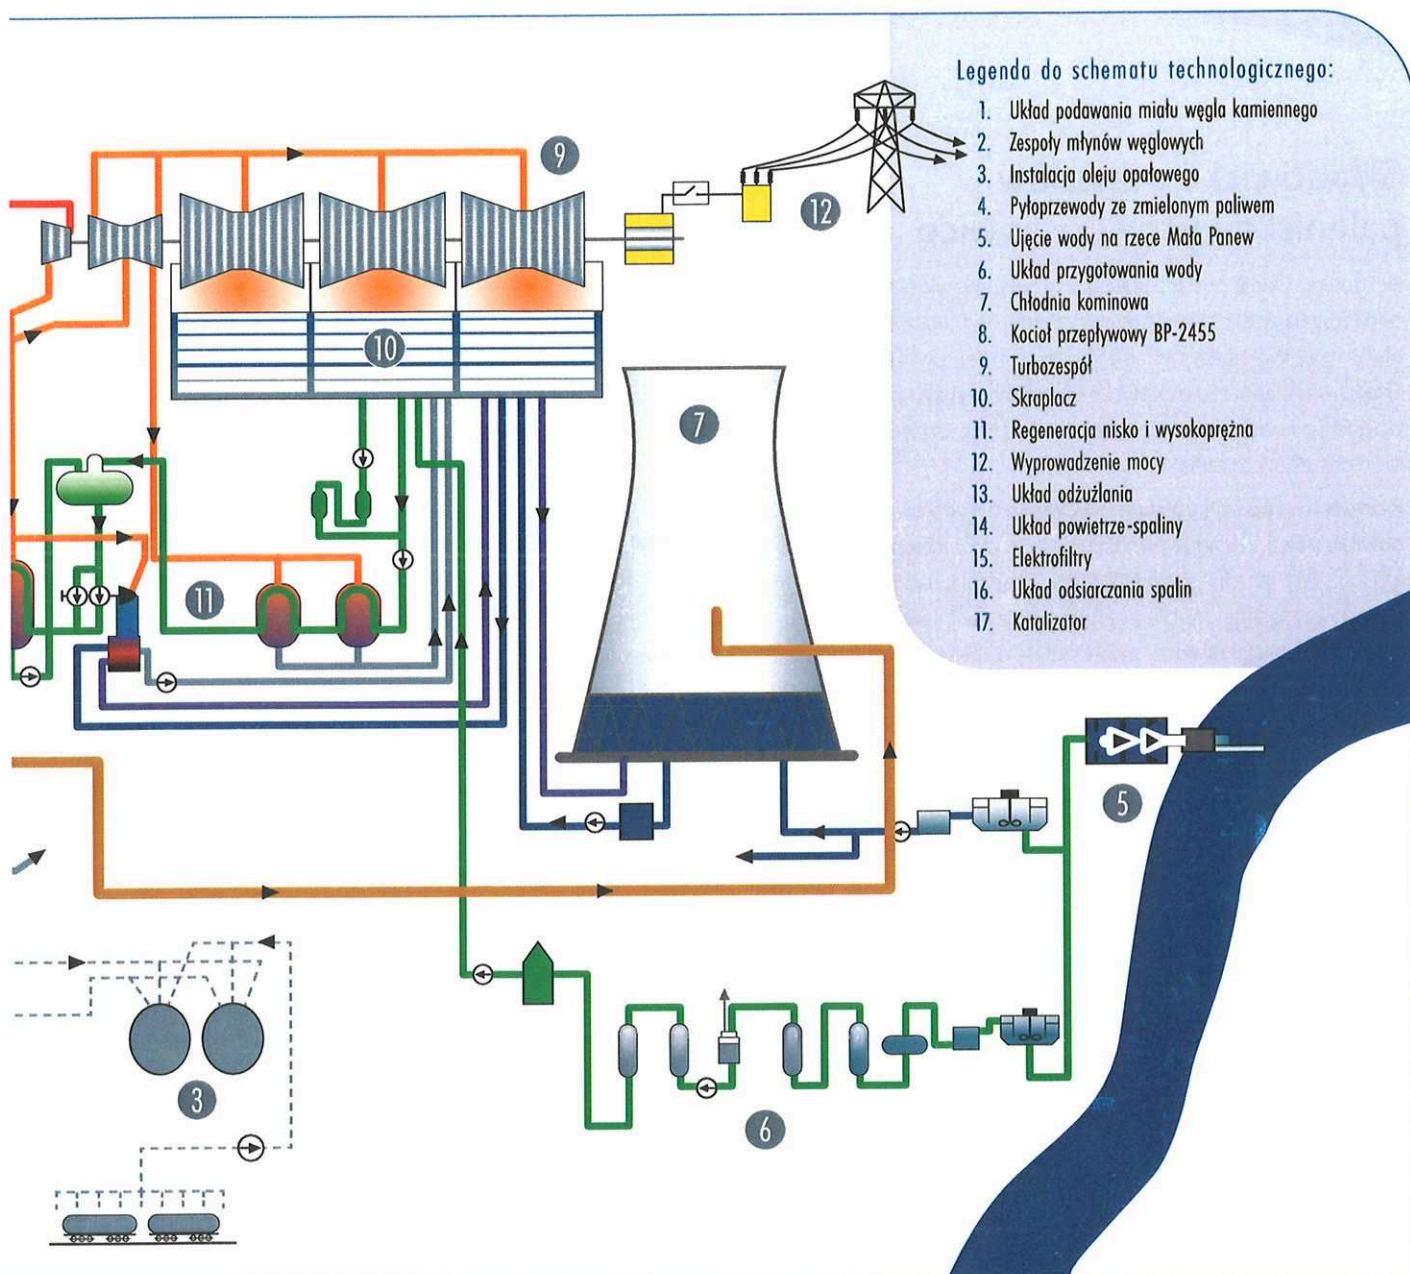 Legenda do schematu technologicznego:
1. Układ podawania miału węgla kamiennego
2. Zespoły młynów węglowych
3. Instalacja oleju opałowego
4. Pyłoprzewody ze zmielonym paliwem
5. Ujęcie wody na rzece Mała Panew
6. Układ przygotowania wody
7. Chłodnia kominowa
8. Kocioł przepływowy BP-2455
9. Turbozespół
10. Skraplacz
11. Regeneracja nisko i wysokoprężna
12. Wyprowadzenie mocy
13. Układ odżużlania
14. Układ powietrze-spaliny
15. Elektrofiltry
16. Układ odsiarczania spalin
17. Katalizator
9
12
10
7
11
5
3
6